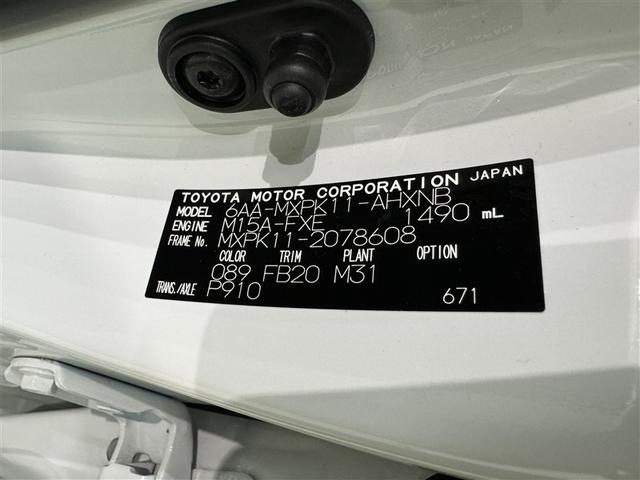 TOYOTA MOTOR CORPORATION JAPAN
MODEL 6AA-MXPK11-AHXNB
ENGINE M15A-FXE 1490 mL
FRAME No. MXPK11-2078608
COLOR TRIM PLANT OPTION
089 FB20 M31
TRANS./AXLE P910 671